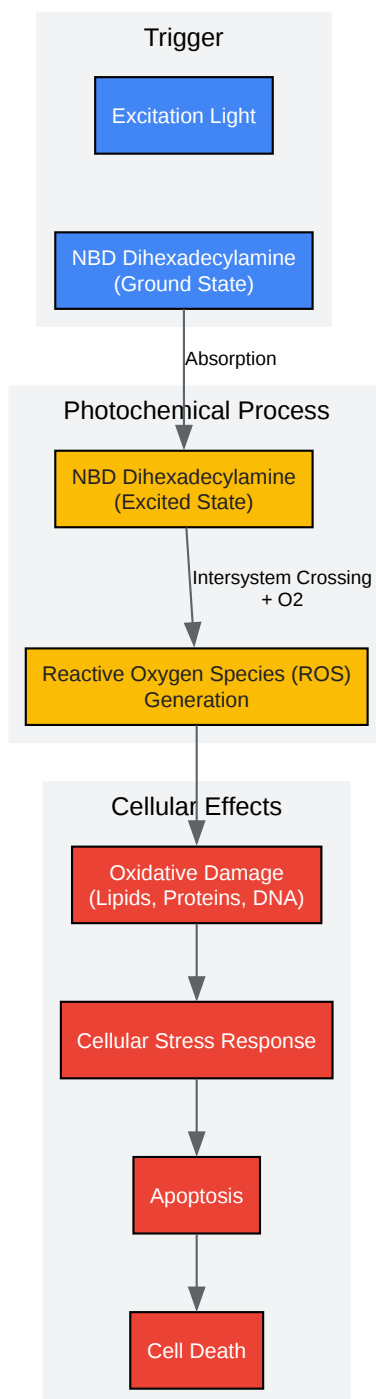 Trigger
Excitation Light
NBD Dihexadecylamine
(Ground State)
Absorption
Photochemical Process
NBD Dihexadecylamine
(Excited State)
Intersystem Crossing
+ O2
Reactive Oxygen Species (ROS)
Generation
Cellular Effects
Oxidative Damage
(Lipids, Proteins, DNA)
Cellular Stress Response
Apoptosis
Cell Death